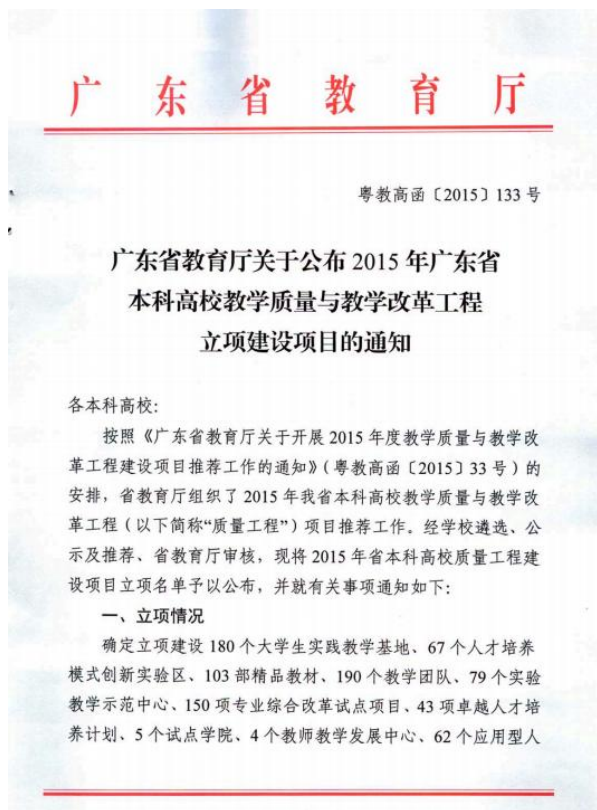 广东省教育厅
粤教高函〔2015〕133 号
广东省教育厅关于公布 2015 年广东省
本科高校教学质量与教学改革工程
立项建设项目的通知
各本科高校:
按照《广东省教育厅关于开展 2015 年度教学质量与教学改
革工程建设项目推荐工作的通知》(粤教高函〔2015〕33 号)的
安排，省教育厅组织了 2015 年我省本科高校教学质量与教学改
革工程（以下简称“质量工程”）项目推荐工作。经学校遴选、公
示及推荐、省教育厅审核，现将 2015 年省本科高校质量工程建
设项目立项名单予以公布，并就有关事项通知如下:
一、立项情况
确定立项建设 180 个大学生实践教学基地、67 个人才培养
模式创新实验区、103 部精品教材、190 个教学团队、79 个实验
教学示范中心、150 项专业综合改革试点项目、43 项卓越人才培
养计划、5 个试点学院、4 个教师教学发展中心、62 个应用型人